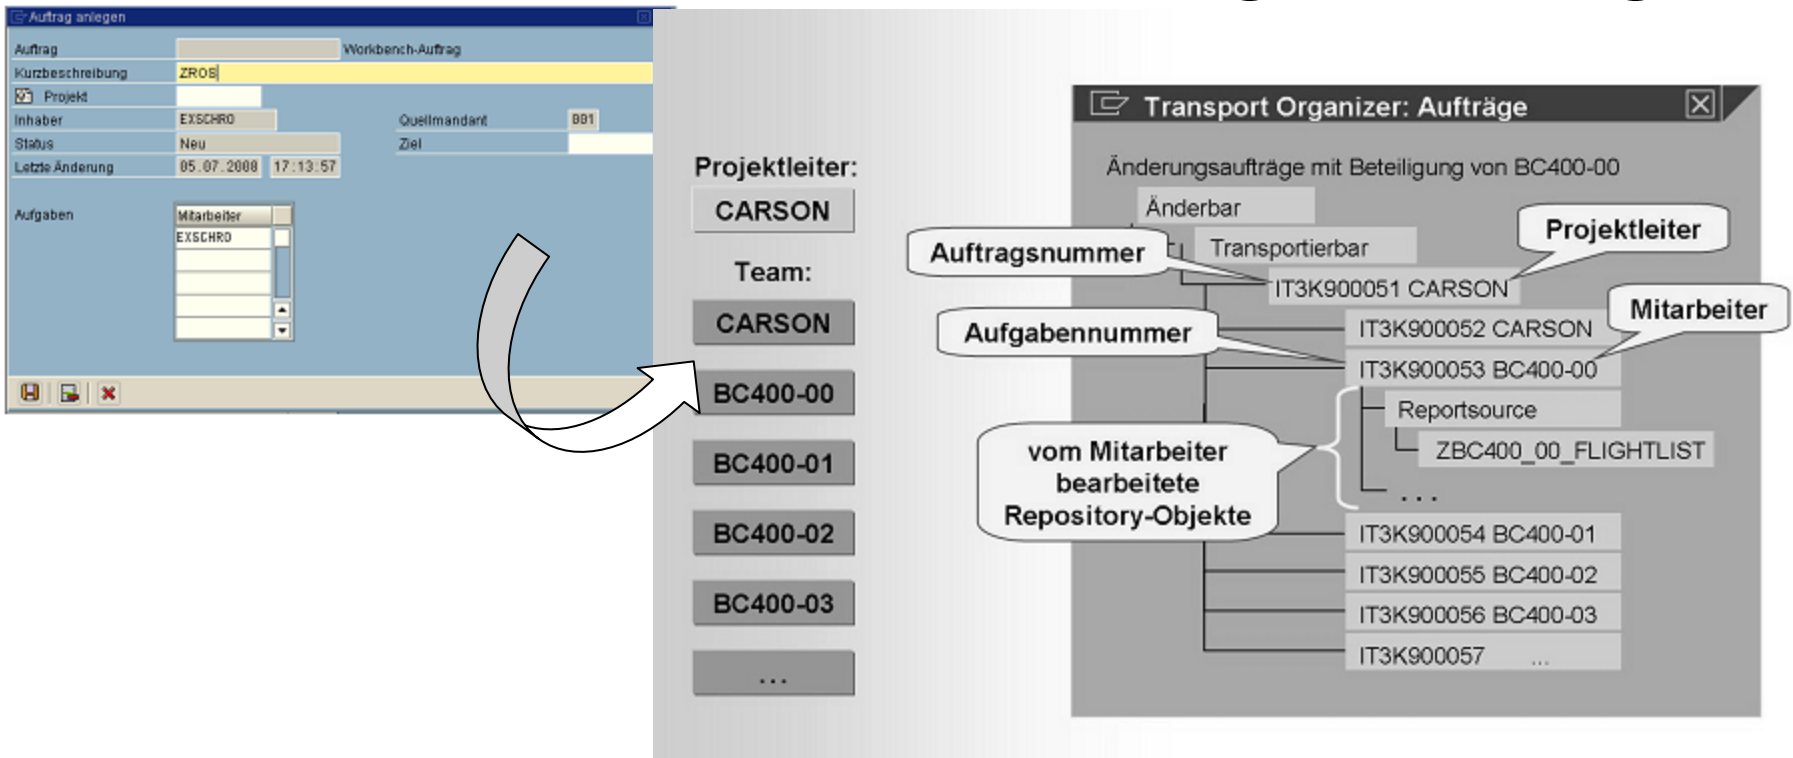 Auftrag anlegen
Auftrag Workbench-Auftrag
Kurzbeschreibung ZROS
Projekt
Inhaber EXSCHRO Quellmandant 001
Status Neu Ziel
Letzte Änderung 05.07.2008 17:13:57
Aufgaben Mitarbeiter
EXSCHRO
Projektleiter:
CARSON
Team:
CARSON
BC400-00
BC400-01
BC400-02
BC400-03
...
Transport Organizer: Aufträge
Änderungsaufträge mit Beteiligung von BC400-00
Änderbar
Transportierbar
Projektleiter
Auftragsnummer
IT3K900051 CARSON
Mitarbeiter
Aufgabennummer
IT3K900052 CARSON
IT3K900053 BC400-00
Reportsource
ZBC400_00_FLIGHTLIST
...
vom Mitarbeiter
bearbeitete
Repository-Objekte
IT3K900054 BC400-01
IT3K900055 BC400-02
IT3K900056 BC400-03
IT3K900057 ...